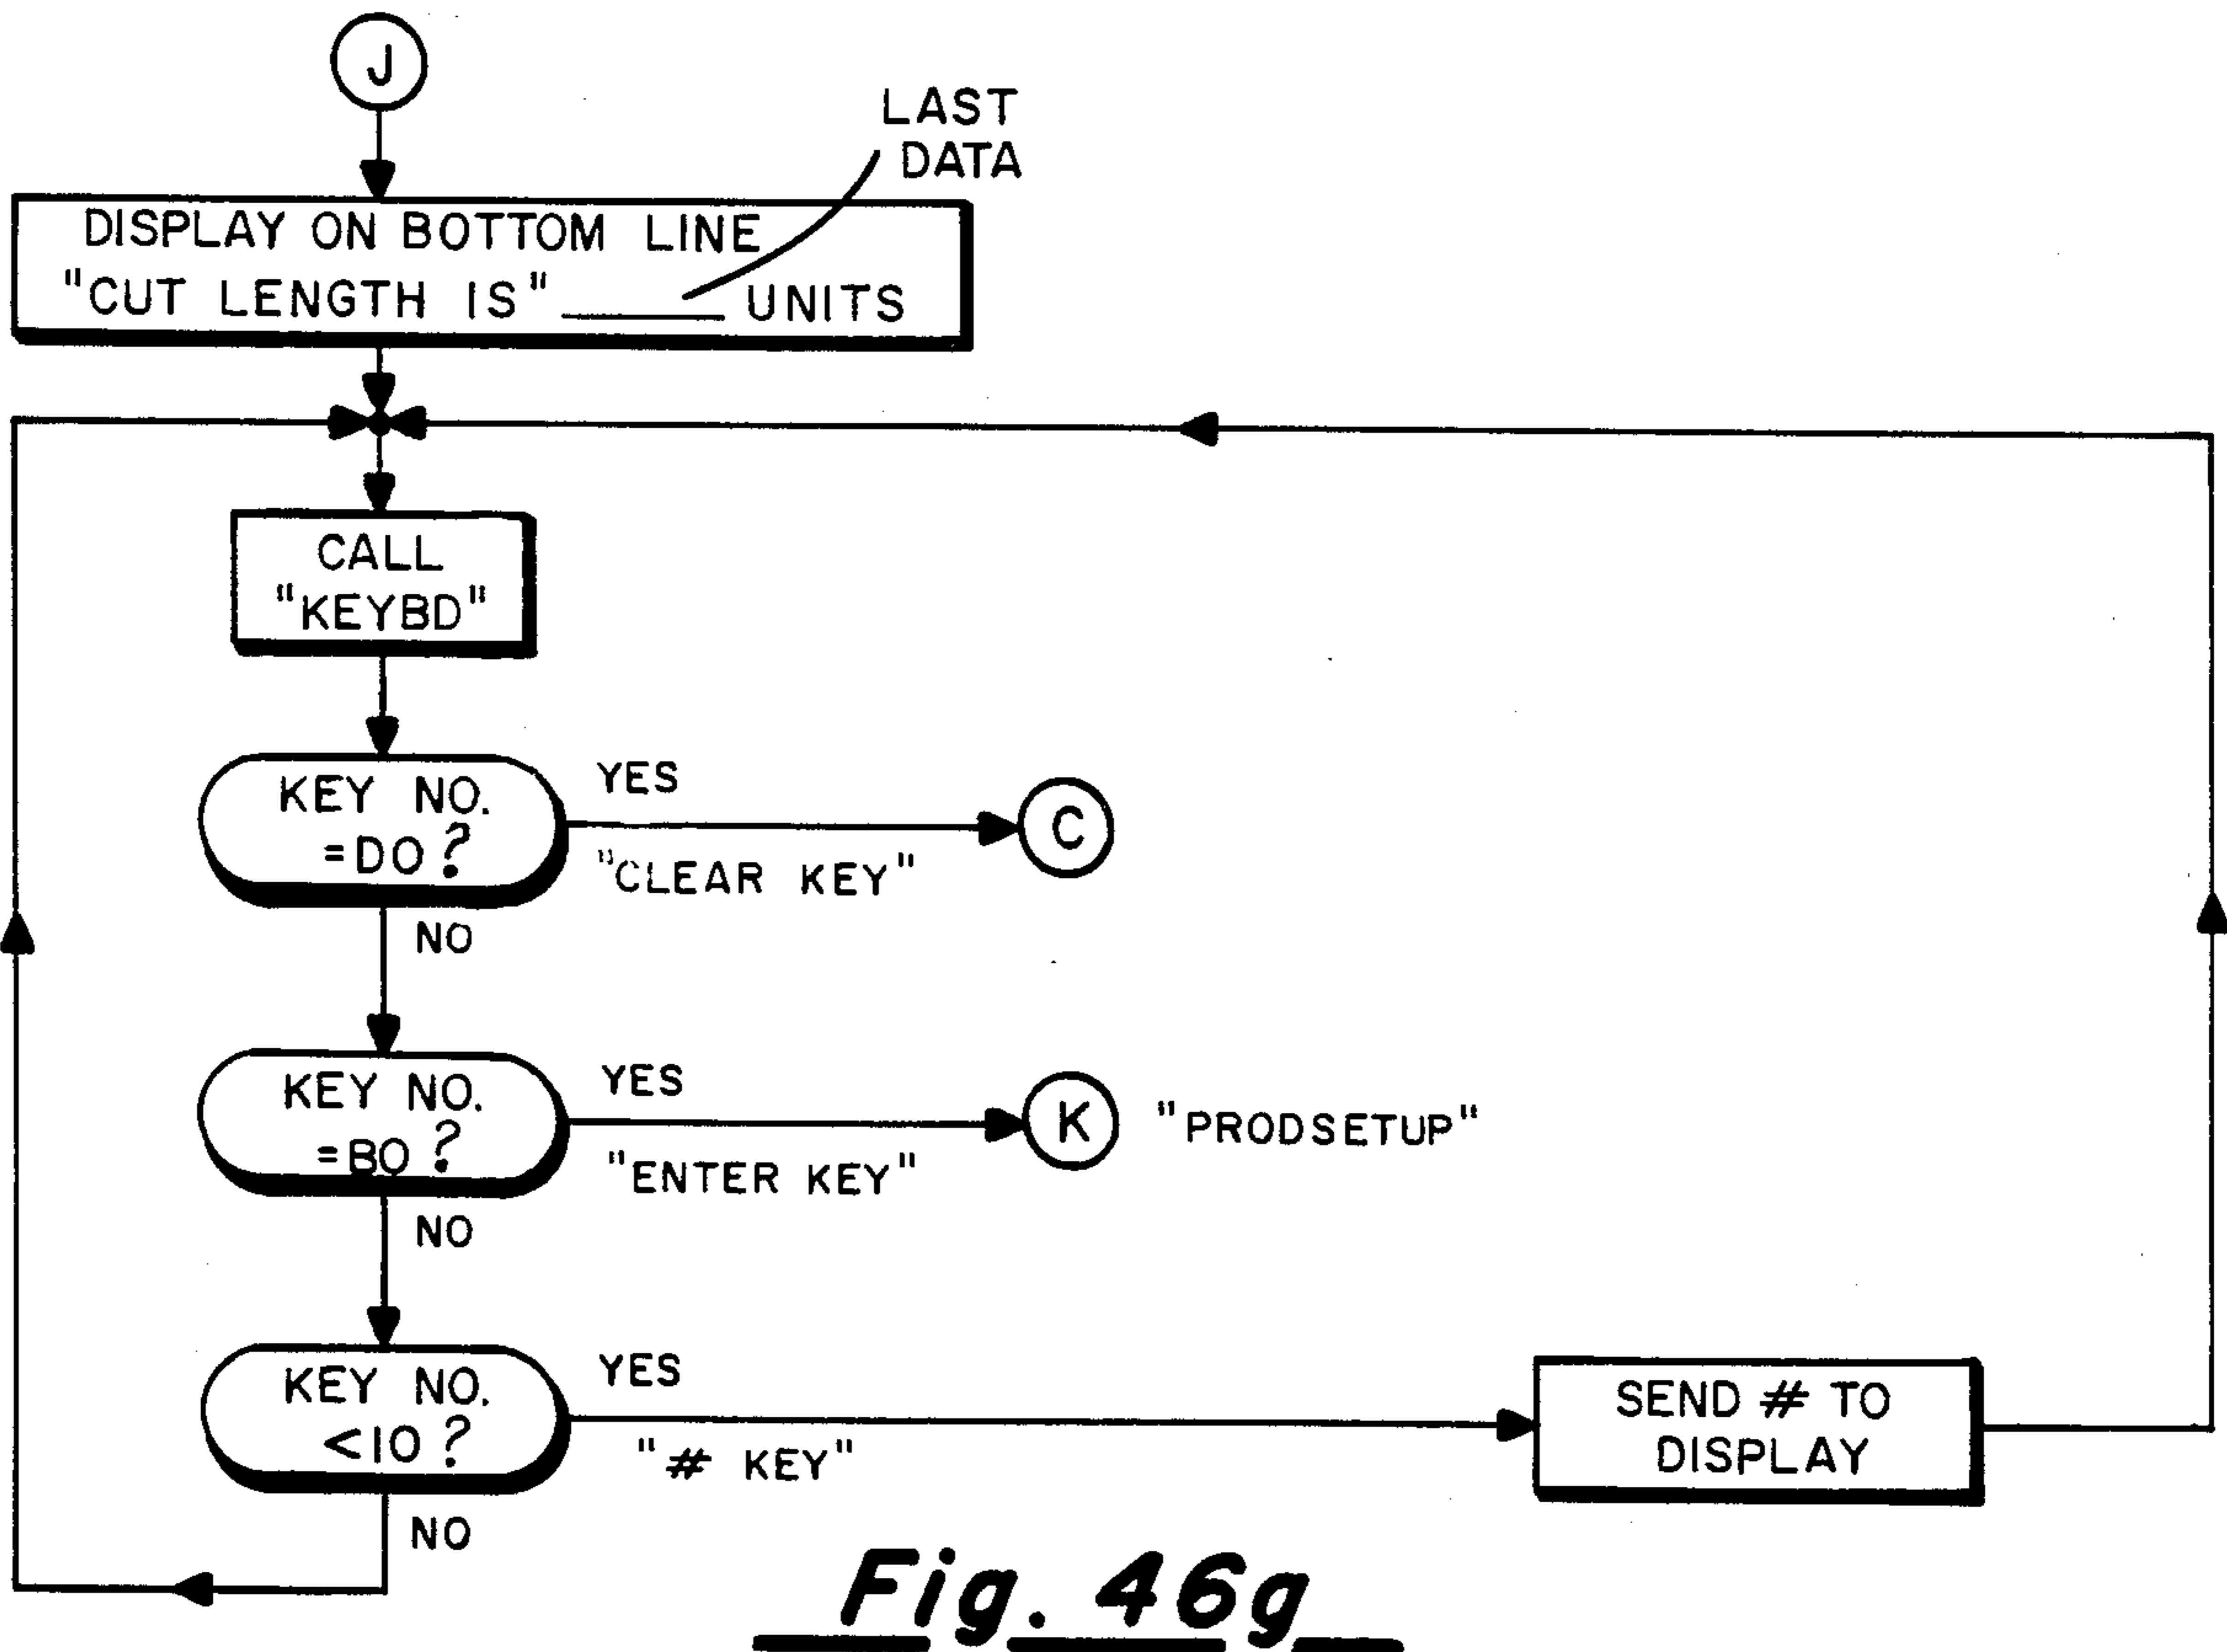 J
LAST
DATA
DISPLAY ON BOTTOM LINE
"CUT LENGTH IS" ______ UNITS
CALL
"KEYBD"
KEY NO.
=DO?
YES
"CLEAR KEY"
C
NO
KEY NO.
=BO?
YES
"ENTER KEY"
K
"PRODSETUP"
NO
KEY NO.
<10?
YES
"# KEY"
SEND # TO
DISPLAY
NO
Fig. 46g